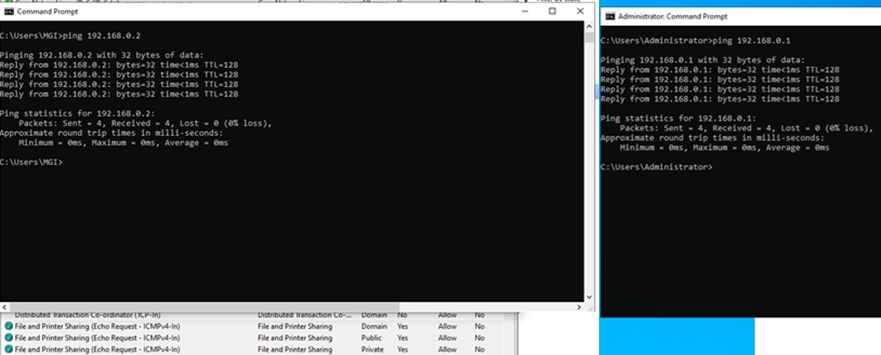 Command Prompt
C:\Users\MGI>ping 192.168.0.2
Pinging 192.168.0.2 with 32 bytes of data:
Reply from 192.168.0.2: bytes=32 time<1ms TTL=128
Reply from 192.168.0.2: bytes=32 time<1ms TTL=128
Reply from 192.168.0.2: bytes=32 time<1ms TTL=128
Reply from 192.168.0.2: bytes=32 time<1ms TTL=128
Ping statistics for 192.168.0.2:
Packets: Sent = 4, Received = 4, Lost = 0 (0% loss),
Approximate round trip times in milli-seconds:
Minimum = 0ms, Maximum = 0ms, Average = 0ms
C:\Users\MGI>
Administrator: Command Prompt
C:\Users\Administrator>ping 192.168.0.1
Pinging 192.168.0.1 with 32 bytes of data:
Reply from 192.168.0.1: bytes=32 time<1ms TTL=128
Reply from 192.168.0.1: bytes=32 time<1ms TTL=128
Reply from 192.168.0.1: bytes=32 time<1ms TTL=128
Reply from 192.168.0.1: bytes=32 time<1ms TTL=128
Ping statistics for 192.168.0.1:
Packets: Sent = 4, Received = 4, Lost = 0 (0% loss),
Approximate round trip times in milli-seconds:
Minimum = 0ms, Maximum = 0ms, Average = 0ms
C:\Users\Administrator>
Distributed Transaction Co-ordinator (TCP-In) Distributed Transaction Co-... Domain No Allow No
File and Printer Sharing (Echo Request - ICMPv4-In) File and Printer Sharing Domain Yes Allow No
File and Printer Sharing (Echo Request - ICMPv4-In) File and Printer Sharing Public Yes Allow No
File and Printer Sharing (Echo Request - ICMPv4-In) File and Printer Sharing Private Yes Allow No